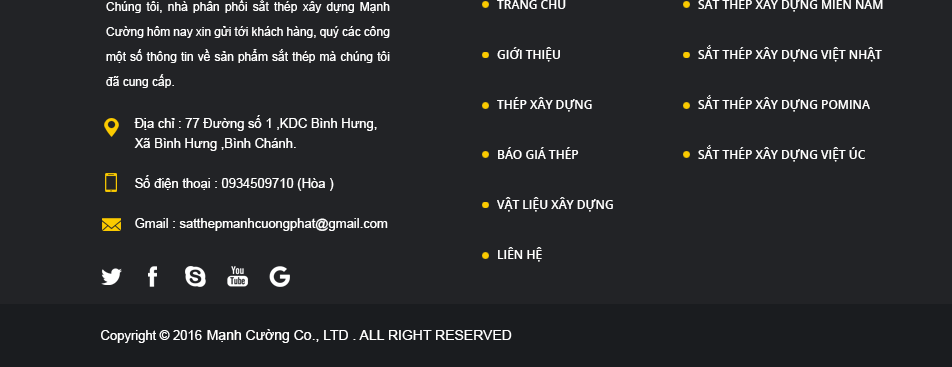 Chúng tôi, nhà phân phối sắt thép xây dựng Mạnh
Cường hôm nay xin gửi tới khách hàng, quý các công
một số thông tin về sản phẩm sắt thép mà chúng tôi
đã cung cấp.
Địa chỉ : 77 Đường số 1 ,KDC Bình Hưng,
Xã Bình Hưng ,Bình Chánh.
Số điện thoại : 0934509710 (Hòa )
Gmail : satthepmanhcuongphat@gmail.com
You
Tube
TRANG CHỦ
GIỚI THIỆU
THÉP XÂY DỰNG
BÁO GIÁ THÉP
VẬT LIỆU XÂY DỰNG
LIÊN HỆ
SẮT THÉP XÂY DỰNG MIỀN NAM
SẮT THÉP XÂY DỰNG VIỆT NHẬT
SẮT THÉP XÂY DỰNG POMINA
SẮT THÉP XÂY DỰNG VIỆT ÚC
Copyright © 2016 Mạnh Cường Co., LTD . ALL RIGHT RESERVED